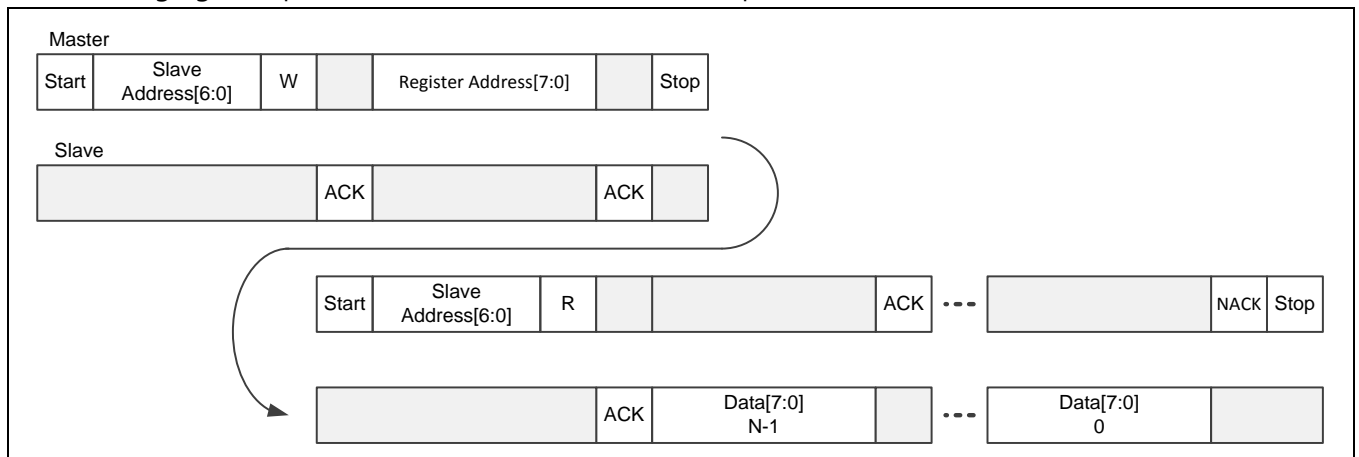 Master
Start
Slave
Address[6:0]
W
Register Address[7:0]
Stop
Slave
ACK
ACK
Start
Slave
Address[6:0]
R
ACK
NACK
Stop
ACK
Data[7:0]
N-1
Data[7:0]
0